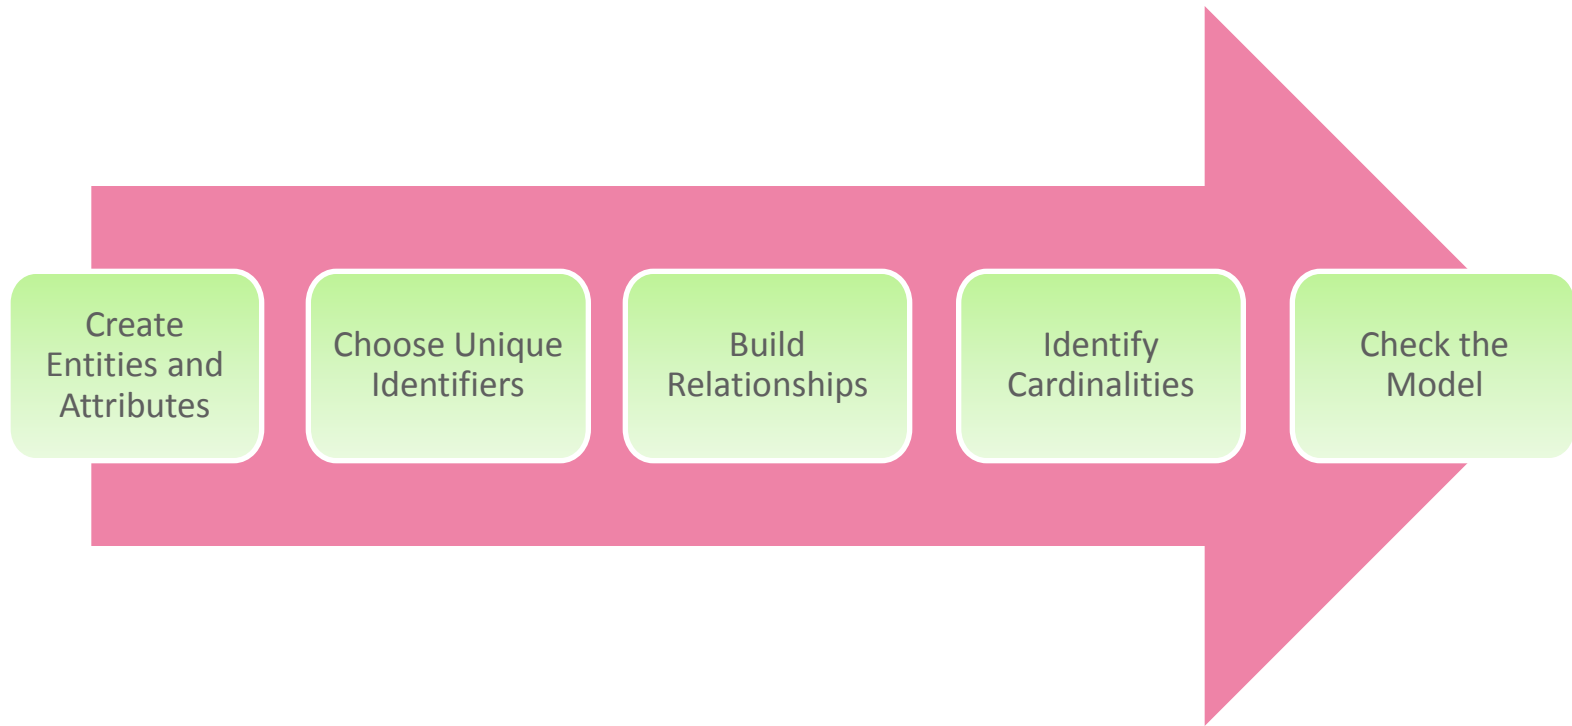 Create
Entities and
Attributes
Choose Unique
Identifiers
Build
Relationships
Identify
Cardinalities
Check the
Model